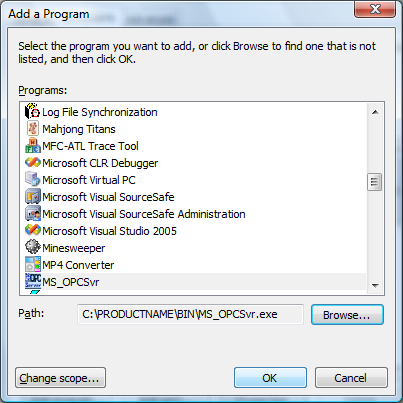 Add a Program
Select the program you want to add, or click Browse to find one that is not
listed, and then click OK.
Programs:
Log File Synchronization
Mahjong Titans
MFC-ATL Trace Tool
Microsoft CLR Debugger
Microsoft Virtual PC
Microsoft Visual SourceSafe
Microsoft Visual SourceSafe Administration
Microsoft Visual Studio 2005
Minesweeper
MP4 Converter
MS_OPCSvr
Path: C:\PRODUCTNAME\BIN\MS_OPCSvr.exe Browse...
Change scope... OK Cancel